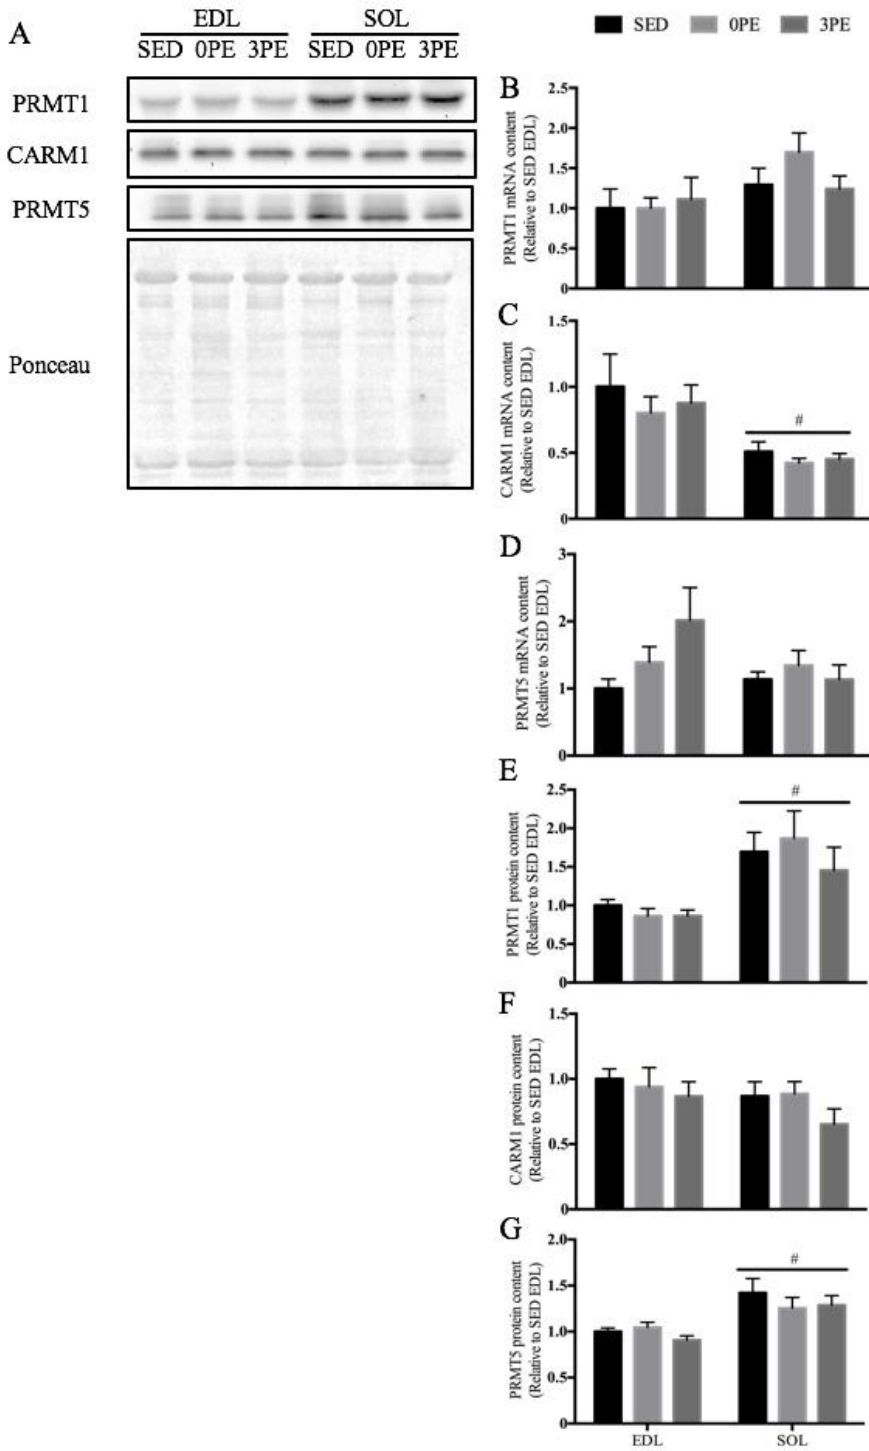 A
EDL SOL
SED 0PE 3PE SED 0PE 3PE
PRMT1
CARM1
PRMT5
Ponceau
SED 0PE 3PE
B
PRMT1 mRNA content
(Relative to SED EDL)
2.5
2.0
1.5
1.0
0.5
0
C
CARM1 mRNA content
(Relative to SED EDL)
1.5
1.0
0.5
0
#
D
PRMT5 mRNA content
(Relative to SED EDL)
3
2
1
0
E
PRMT1 protein content
(Relative to SED EDL)
2.5
2.0
1.5
1.0
0.5
0
#
F
CARM1 protein content
(Relative to SED EDL)
1.5
1.0
0.5
0
G
PRMT5 protein content
(Relative to SED EDL)
2.0
1.5
1.0
0.5
0
#
EDL SOL